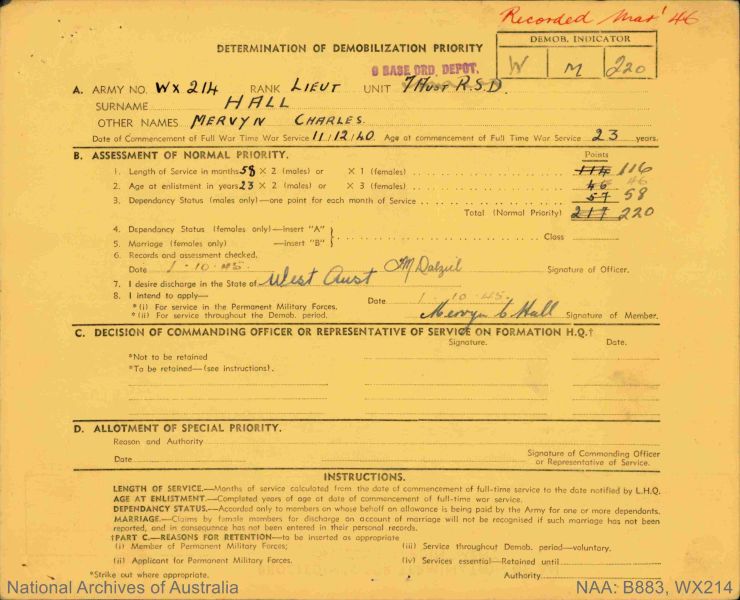 Recorded Mar' 46
DETERMINATION OF DEMOBILIZATION PRIORITY
DEMOB. INDICATOR
W M 220
A. ARMY NO. WX214 RANK LIEUT UNIT 7 Aust R.S.D.
9 BASE ORD. DEPOT.
SURNAME HALL
OTHER NAMES MERVYN CHARLES.
Date of Commencement of Full War Time War Service 11/12/40 Age at commencement of Full Time War Service 23 years.
B. ASSESSMENT OF NORMAL PRIORITY. Points
1. Length of Service in months 58 × 2 (males) or × 1 (females) 114 116
2. Age at enlistment in years 23 × 2 (males) or × 3 (females) 46 46
3. Dependancy Status (males only)—one point for each month of Service 57 58
Total (Normal Priority) 217 220
4. Dependancy Status (females only)—insert "A"
5. Marriage (females only) —insert "B" Class
6. Records and assessment checked.
Date 1-10-45. M Dalziel Signature of Officer.
7. I desire discharge in the State of West Aust
8. I intend to apply— Date 1-10-45.
*(i) For service in the Permanent Military Forces.
*(ii) For service throughout the Demob. period. Mervyn C Hall Signature of Member.
C. DECISION OF COMMANDING OFFICER OR REPRESENTATIVE OF SERVICE ON FORMATION H.Q.†
Signature. Date.
*Not to be retained
*To be retained—(see instructions).
D. ALLOTMENT OF SPECIAL PRIORITY.
Reason and Authority
Date
Signature of Commanding Officer
or Representative of Service.
INSTRUCTIONS.
LENGTH OF SERVICE.—Months of service calculated from the date of commencement of full-time service to the date notified by L.H.Q.
AGE AT ENLISTMENT.—Completed years of age at date of commencement of full-time war service.
DEPENDANCY STATUS.—Accorded only to members on whose behalf an allowance is being paid by the Army for one or more dependants.
MARRIAGE.—Claims by female members for discharge on account of marriage will not be recognised if such marriage has not been
reported, and in consequence has not been entered in their personal records.
†PART C.—REASONS FOR RETENTION—to be inserted as appropriate
(i) Member of Permanent Military Forces; (iii) Service throughout Demob. period—voluntary.
(ii) Applicant for Permanent Military Forces. (iv) Services essential—Retained until
*Strike out where appropriate. Authority
National Archives of Australia NAA: B883, WX214